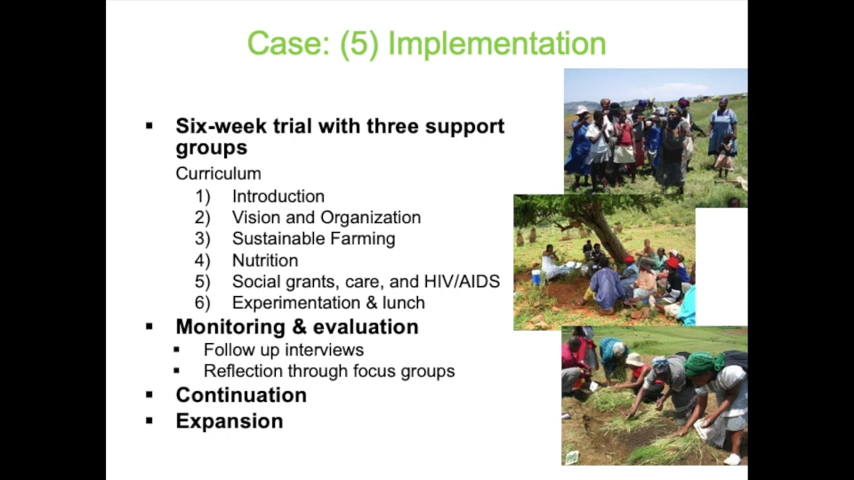 Case: (5) Implementation
▪ Six-week trial with three support
groups
Curriculum
1) Introduction
2) Vision and Organization
3) Sustainable Farming
4) Nutrition
5) Social grants, care, and HIV/AIDS
6) Experimentation & lunch
▪ Monitoring & evaluation
▪ Follow up interviews
▪ Reflection through focus groups
▪ Continuation
▪ Expansion